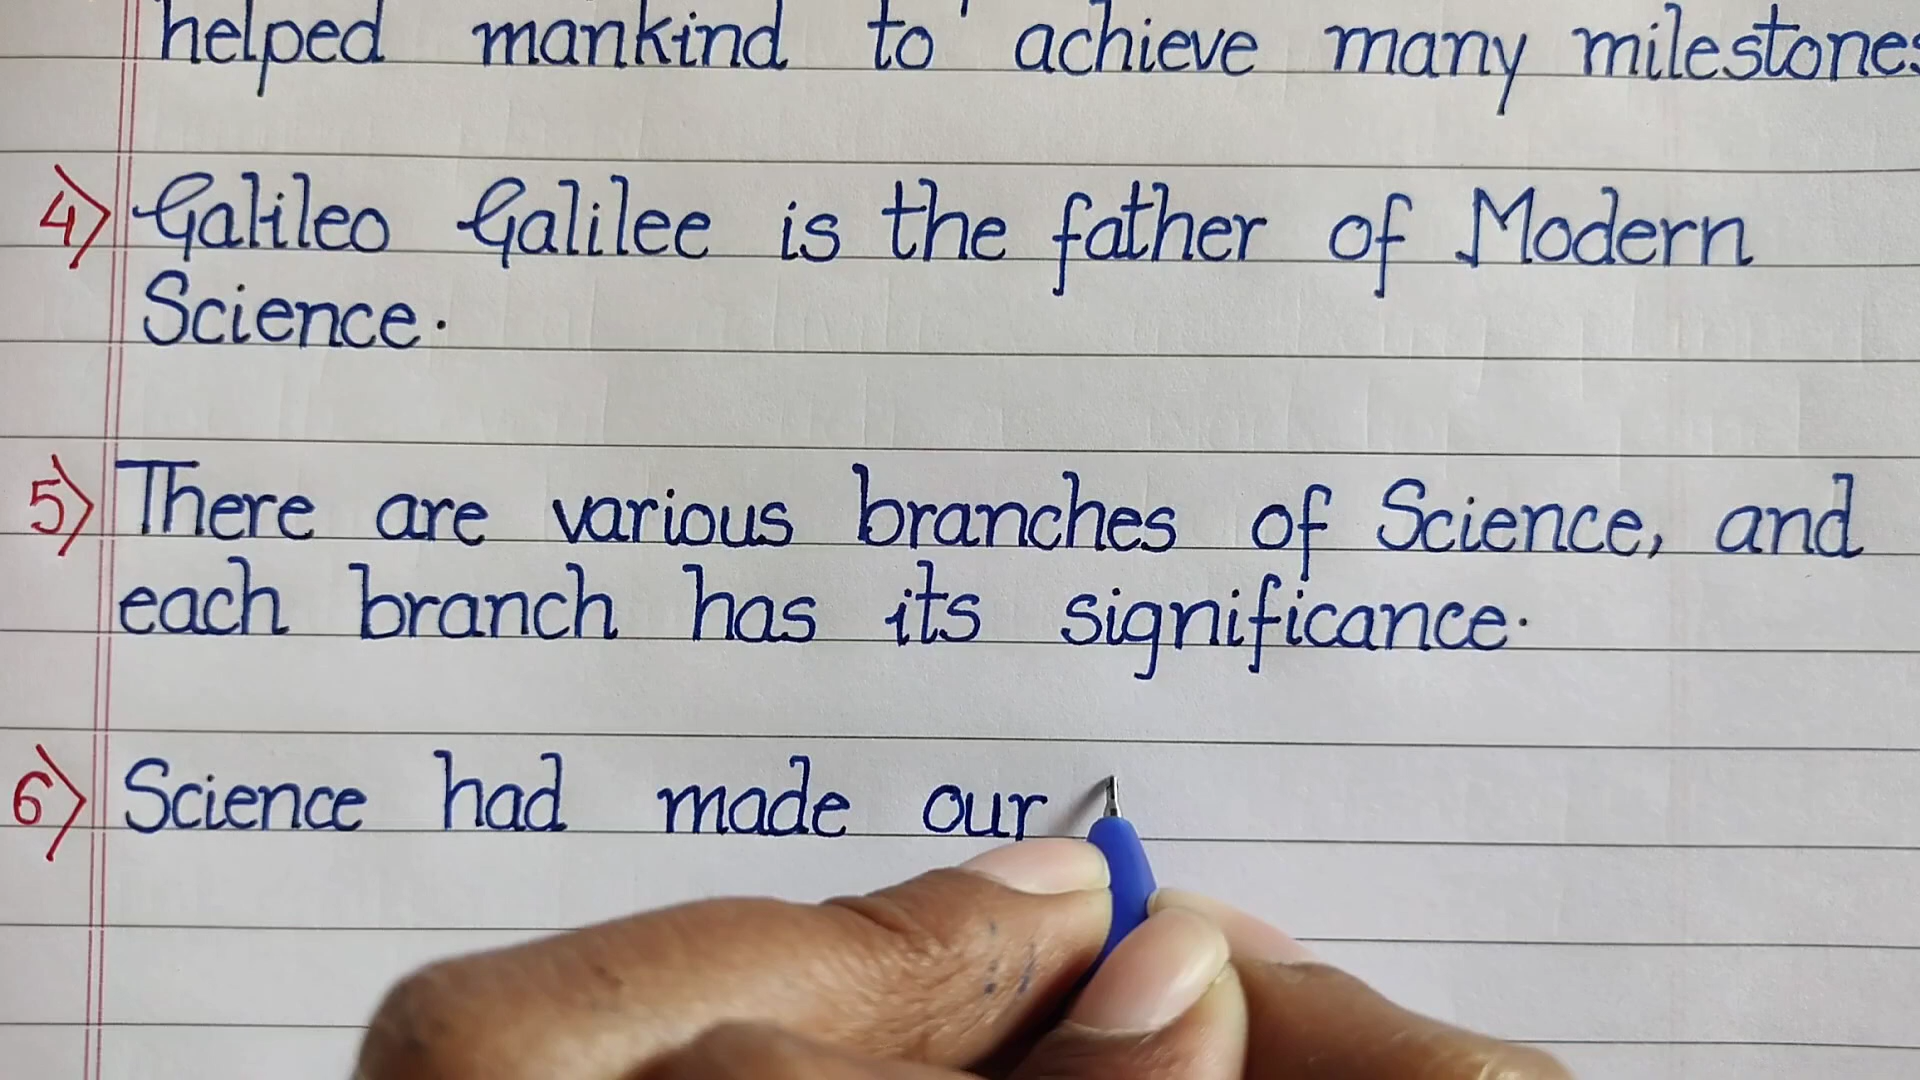 helped mankind to achieve many milestones
4) Galileo Galilee is the father of Modern
Science.
5) There are various branches of Science, and
each branch has its significance.
6) Science had made our